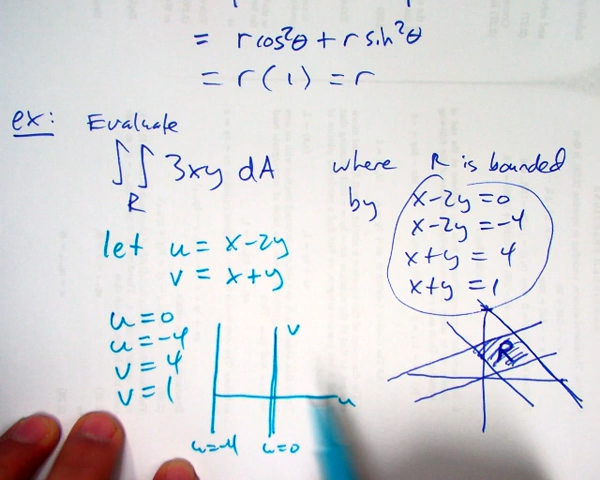 = r cos²θ + r sin²θ
= r (1) = r
ex: Evaluate
∬ 3xy dA where R is bounded
R by
x-2y = 0
x-2y = -4
x+y = 4
x+y = 1
let u = x-2y
v = x+y
u=0
u=-4
v=4
v=1
v
u
u=-4 u=0
R